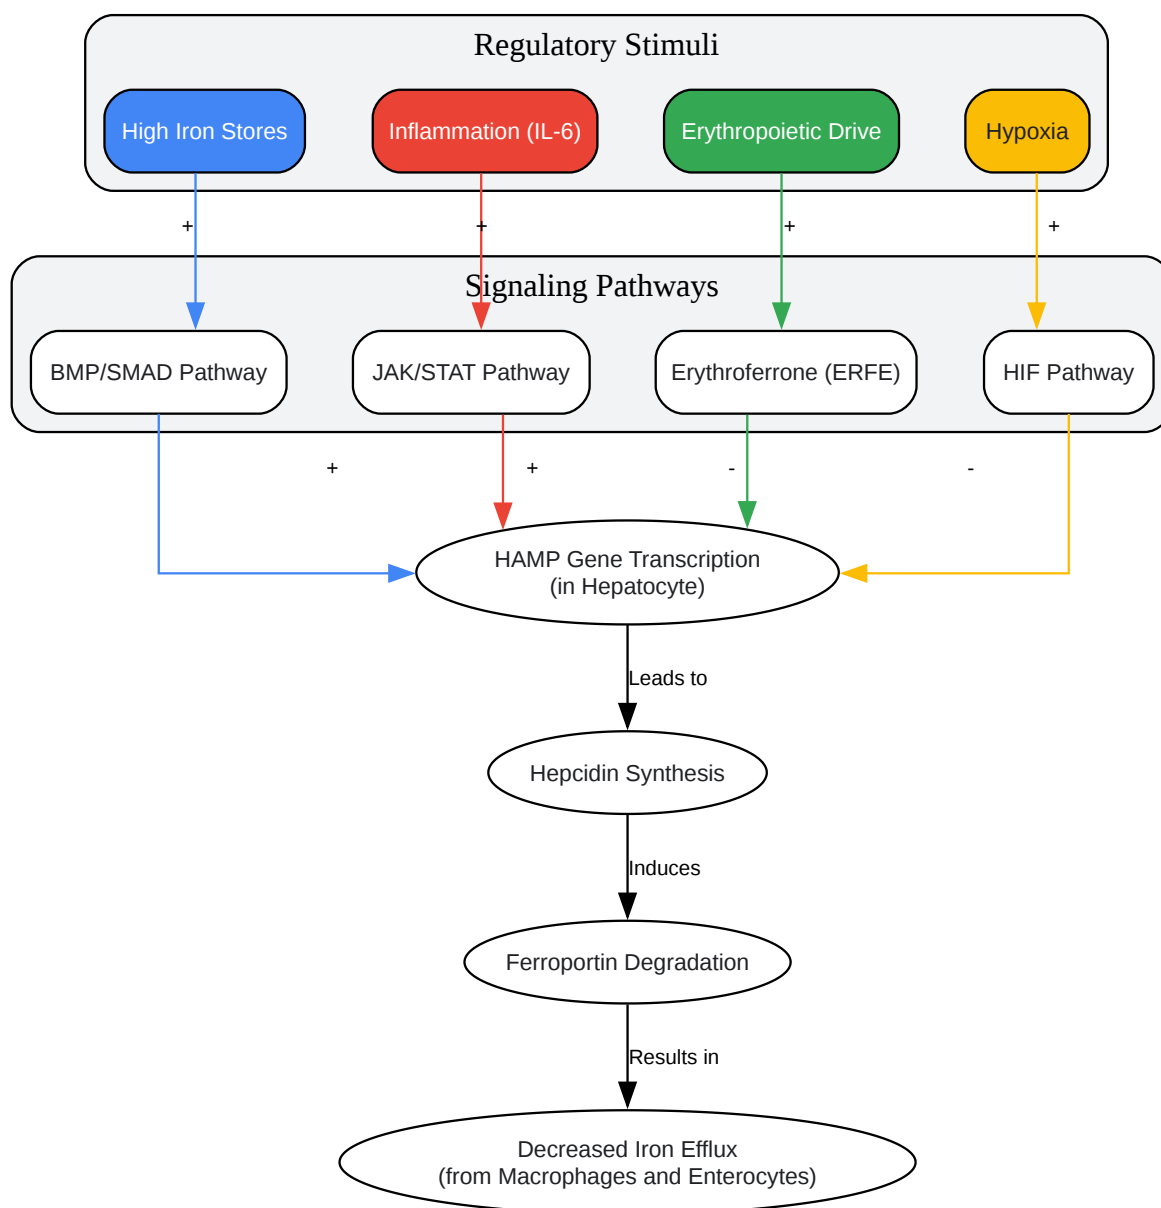 Regulatory Stimuli
High Iron Stores
Inflammation (IL-6)
Erythropoietic Drive
Hypoxia
+
+
+
+
Signaling Pathways
BMP/SMAD Pathway
JAK/STAT Pathway
Erythroferrone (ERFE)
HIF Pathway
+
+
-
-
HAMP Gene Transcription
(in Hepatocyte)
Leads to
Hepcidin Synthesis
Induces
Ferroportin Degradation
Results in
Decreased Iron Efflux
(from Macrophages and Enterocytes)